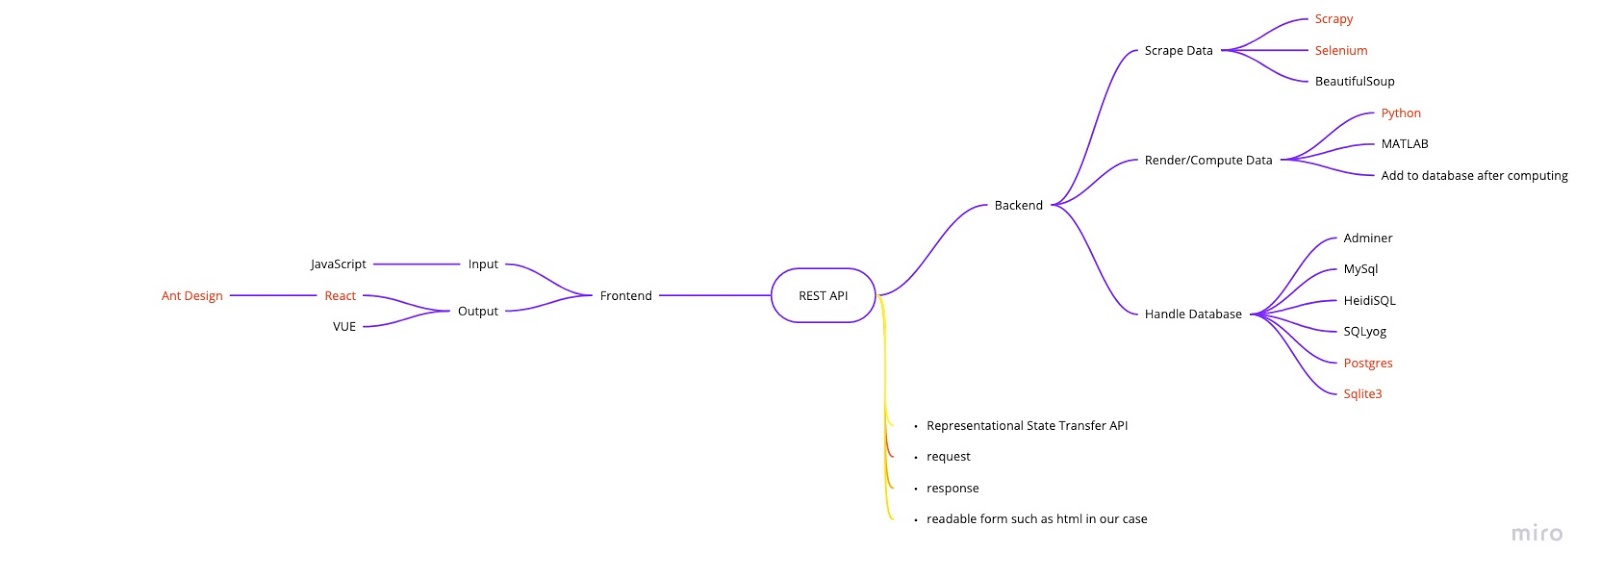 Scrapy
Scrape Data
Selenium
BeautifulSoup
Python
MATLAB
Render/Compute Data
Add to database after computing
Backend
Adminer
JavaScript
Input
MySql
Ant Design
React
Frontend
REST API
HeidiSQL
Output
Handle Database
VUE
SQLyog
Postgres
Sqlite3
• Representational State Transfer API
• request
• response
• readable form such as html in our case
miro